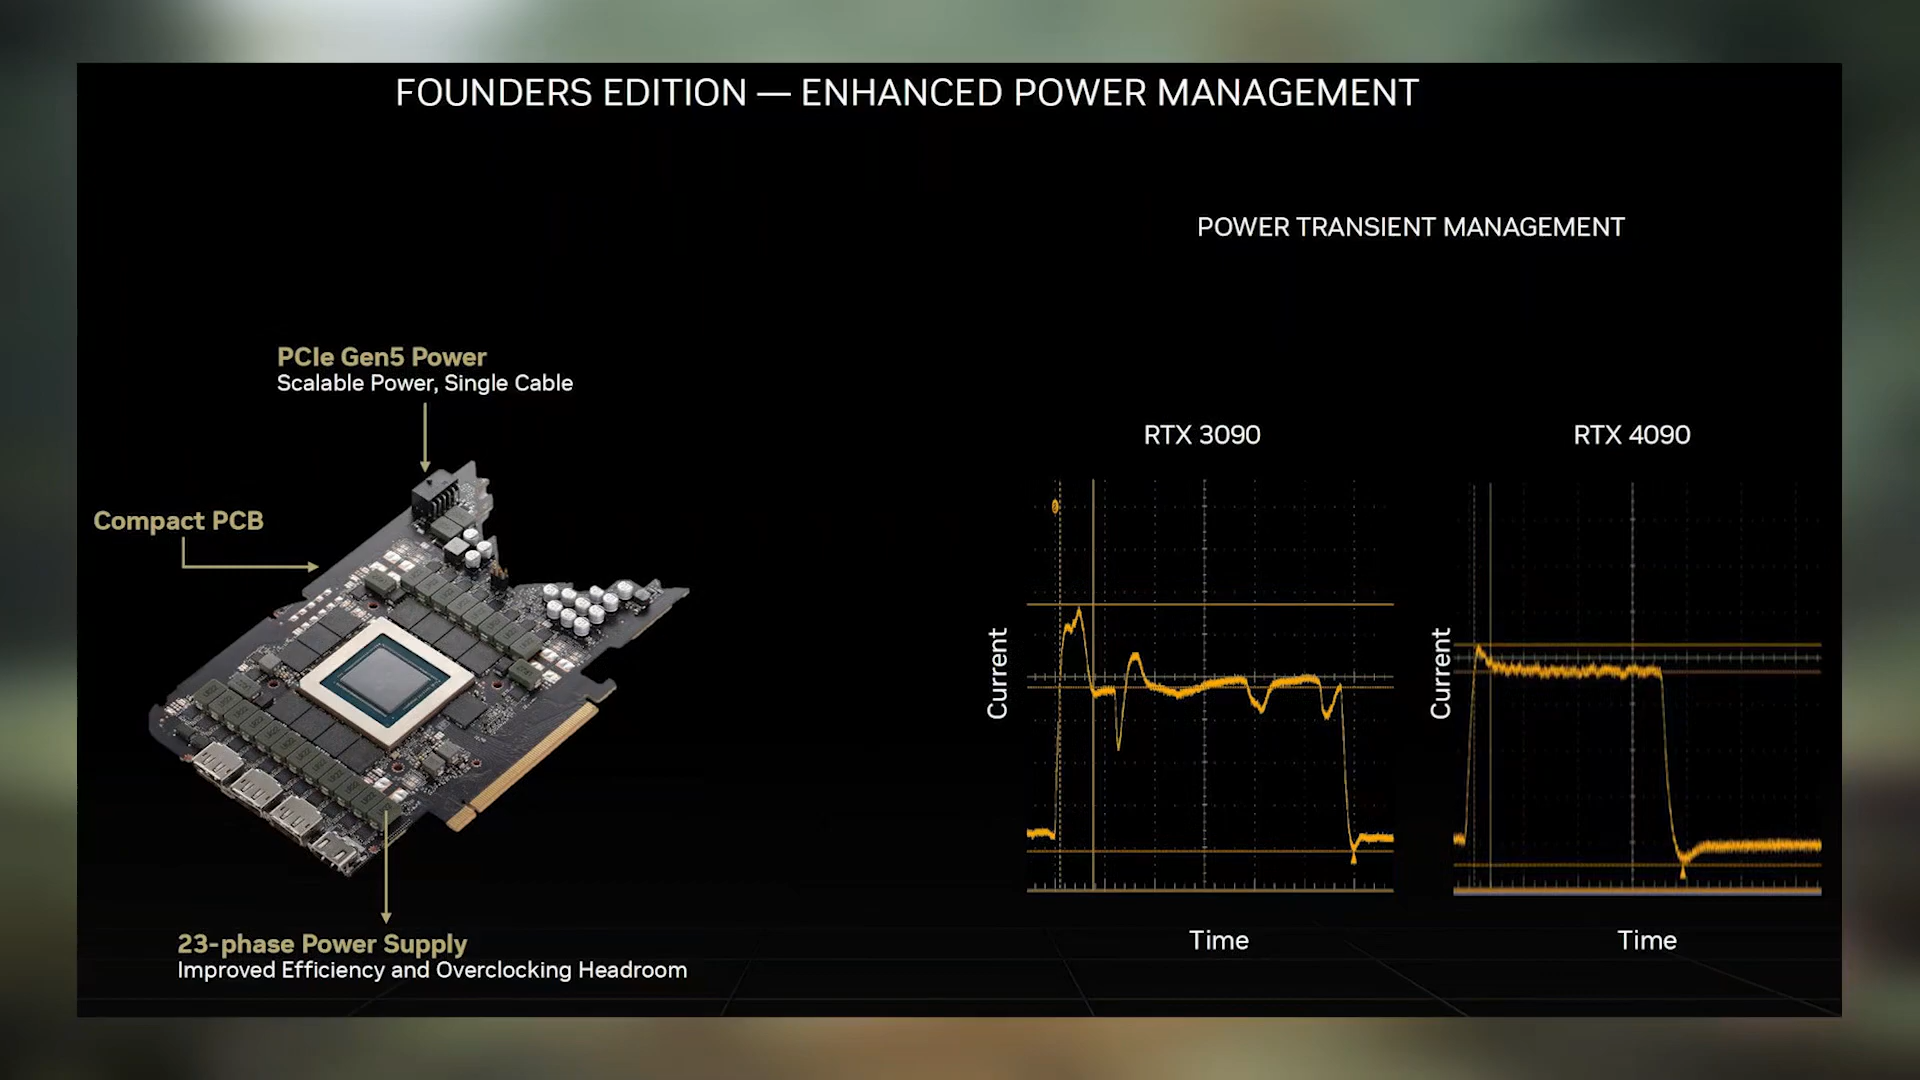 FOUNDERS EDITION — ENHANCED POWER MANAGEMENT
POWER TRANSIENT MANAGEMENT
PCIe Gen5 Power
Scalable Power, Single Cable
Compact PCB
23-phase Power Supply
Improved Efficiency and Overclocking Headroom
RTX 3090
Current
Time
RTX 4090
Current
Time